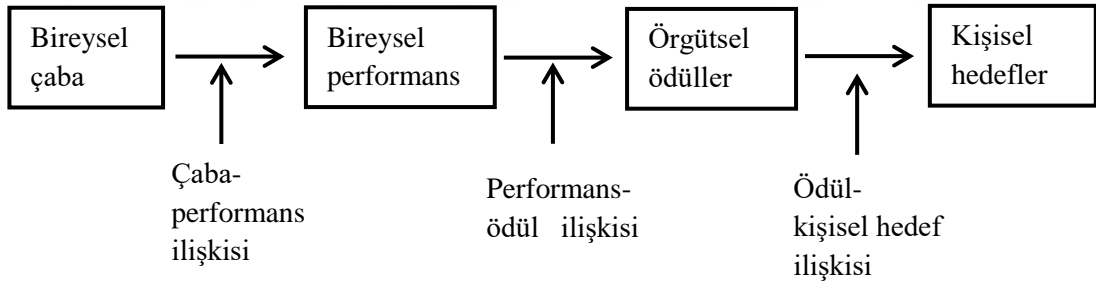 Bireysel
çaba
Bireysel
performans
Örgütsel
ödüller
Kişisel
hedefler
Çaba-
performans
ilişkisi
Performans-
ödül ilişkisi
Ödül-
kişisel hedef
ilişkisi